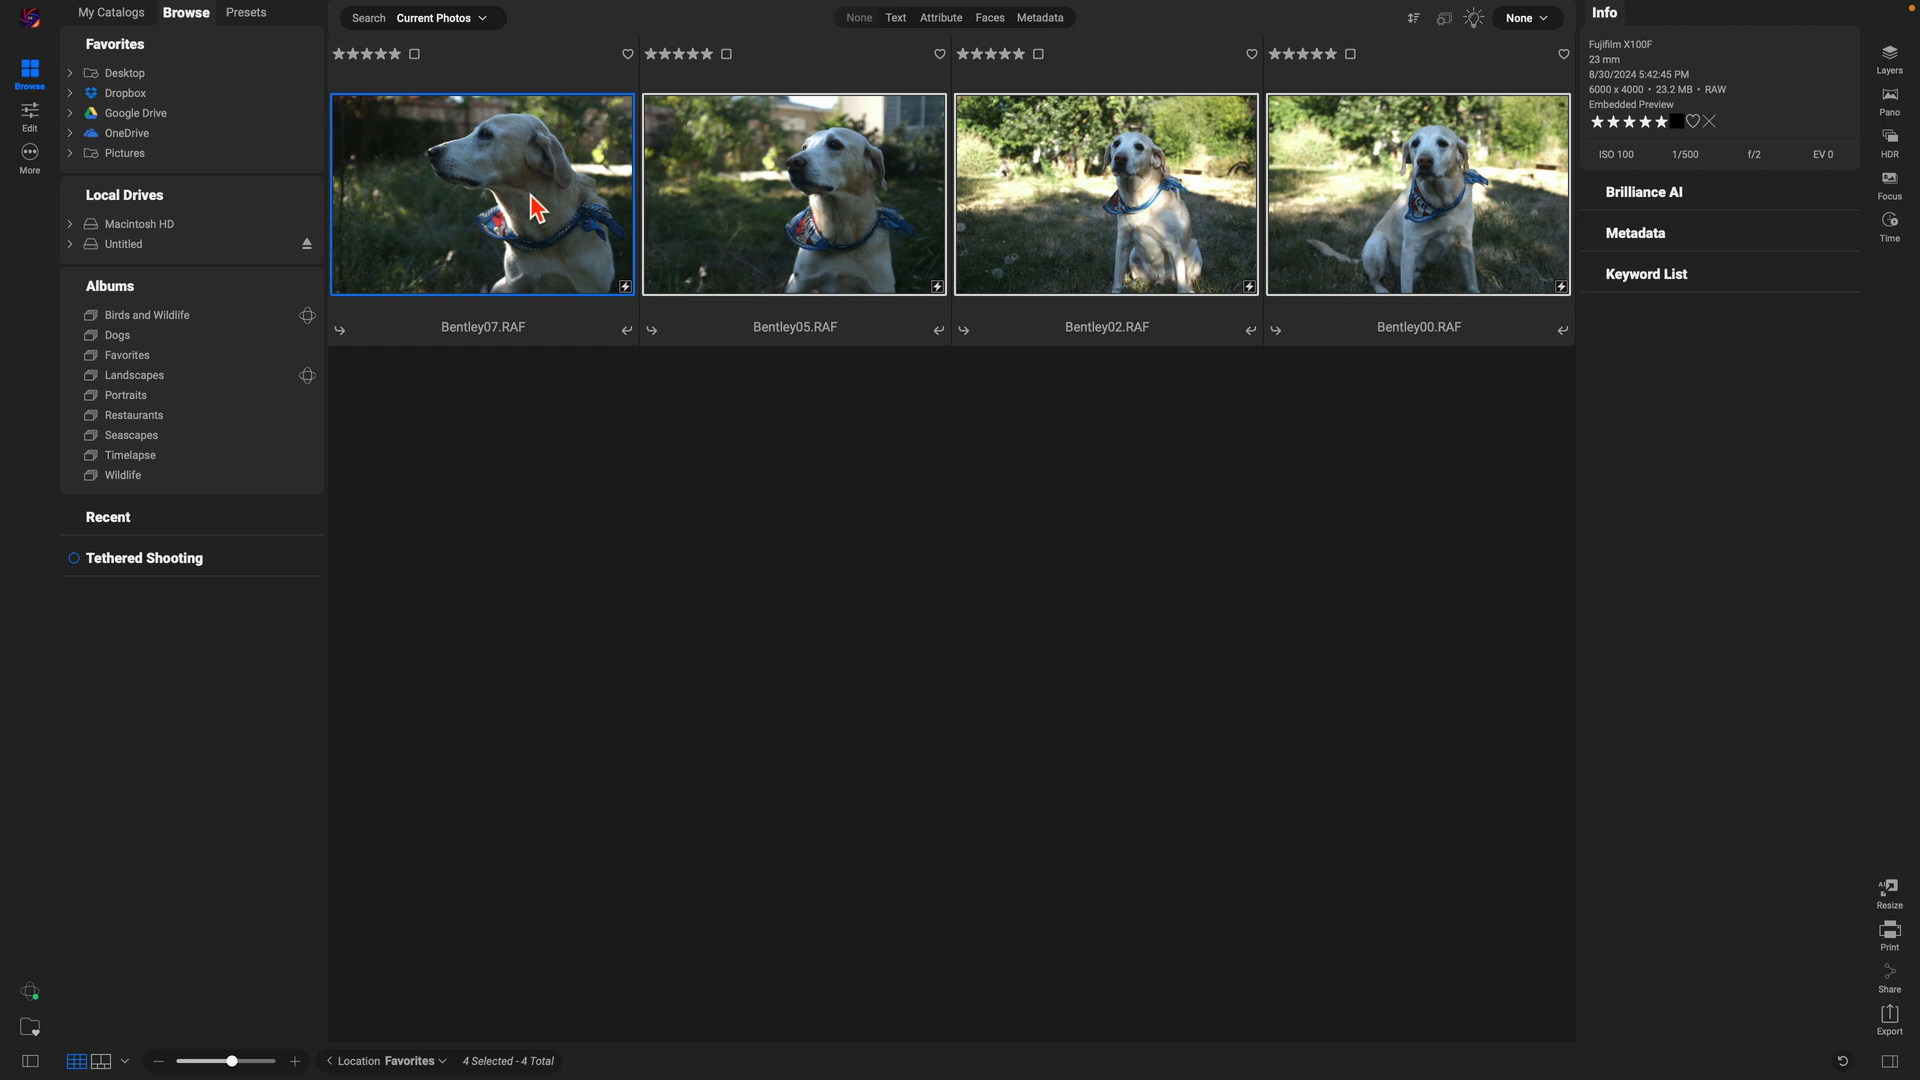 My Catalogs Browse Presets
Search Current Photos
None Text Attribute Faces Metadata
None
Info
Browse
Edit
More
Favorites
Desktop
Dropbox
Google Drive
OneDrive
Pictures
Local Drives
Macintosh HD
Untitled
Albums
Birds and Wildlife
Dogs
Favorites
Landscapes
Portraits
Restaurants
Seascapes
Timelapse
Wildlife
Recent
Tethered Shooting
Bentley07.RAF
Bentley05.RAF
Bentley02.RAF
Bentley00.RAF
Fujifilm X100F
23 mm
8/30/2024 5:42:45 PM
6000 x 4000 • 23.2 MB • RAW
Embedded Preview
ISO 100 1/500 f/2 EV 0
Brilliance AI
Metadata
Keyword List
Layers
Pano
HDR
Focus
Time
AI
Resize
Print
Share
Export
Location Favorites 4 Selected - 4 Total